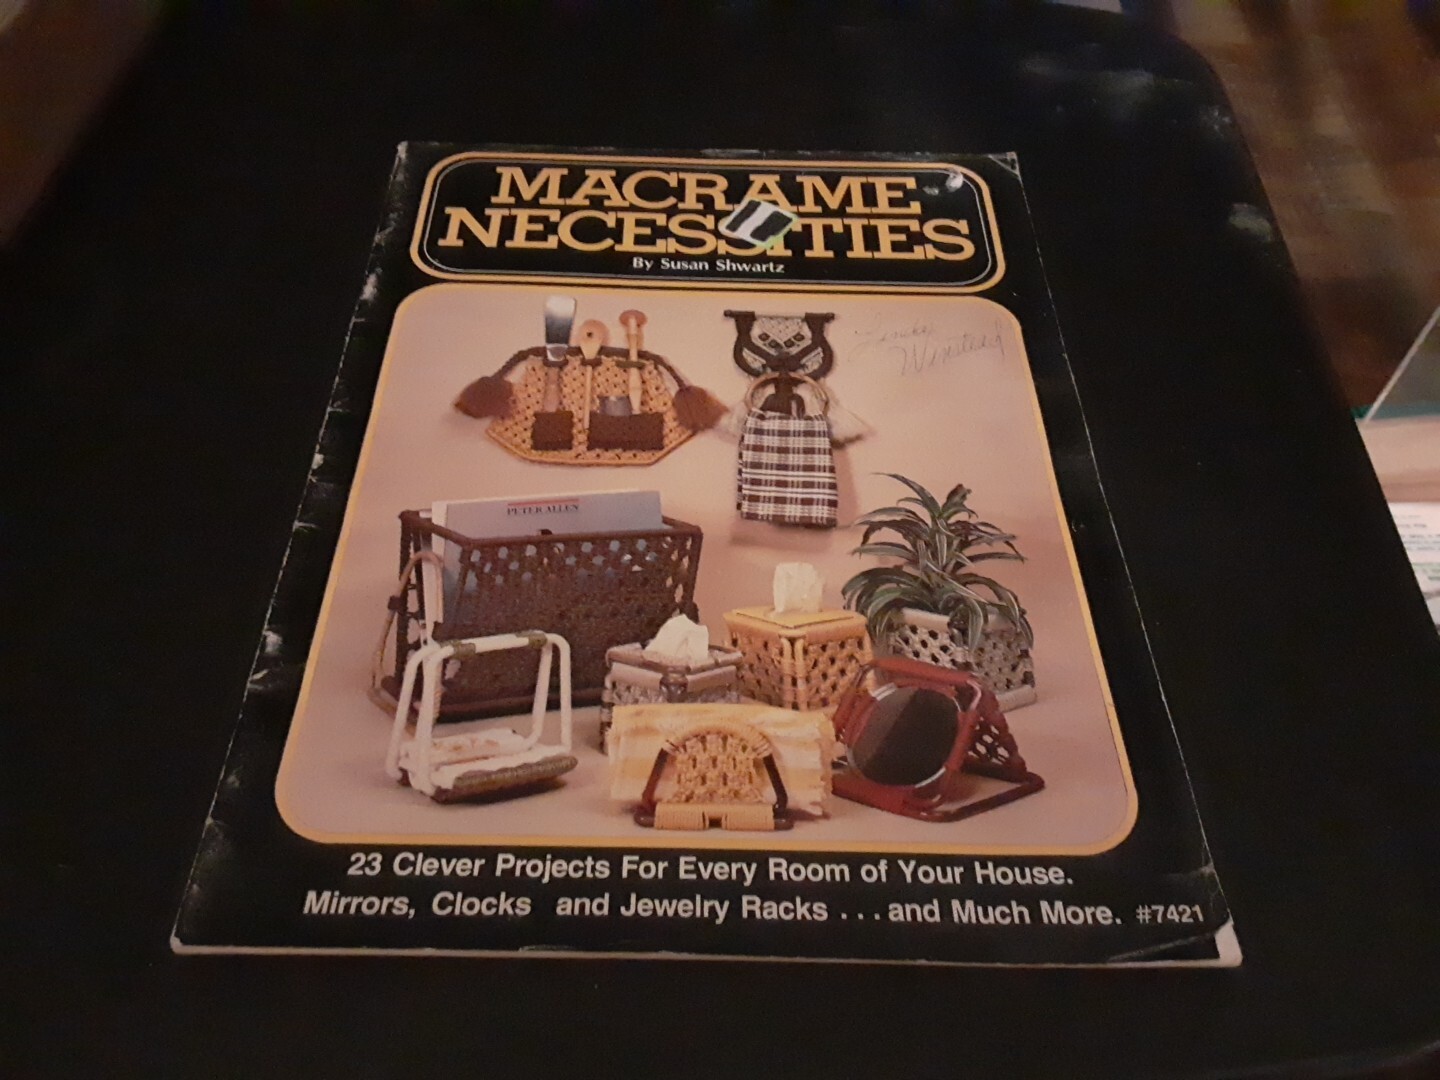 MACRAME
NECESSITIES
By Susan Shwartz
PETER ALLEN
23 Clever Projects For Every Room of Your House.
Mirrors, Clocks and Jewelry Racks ... and Much More. #7421